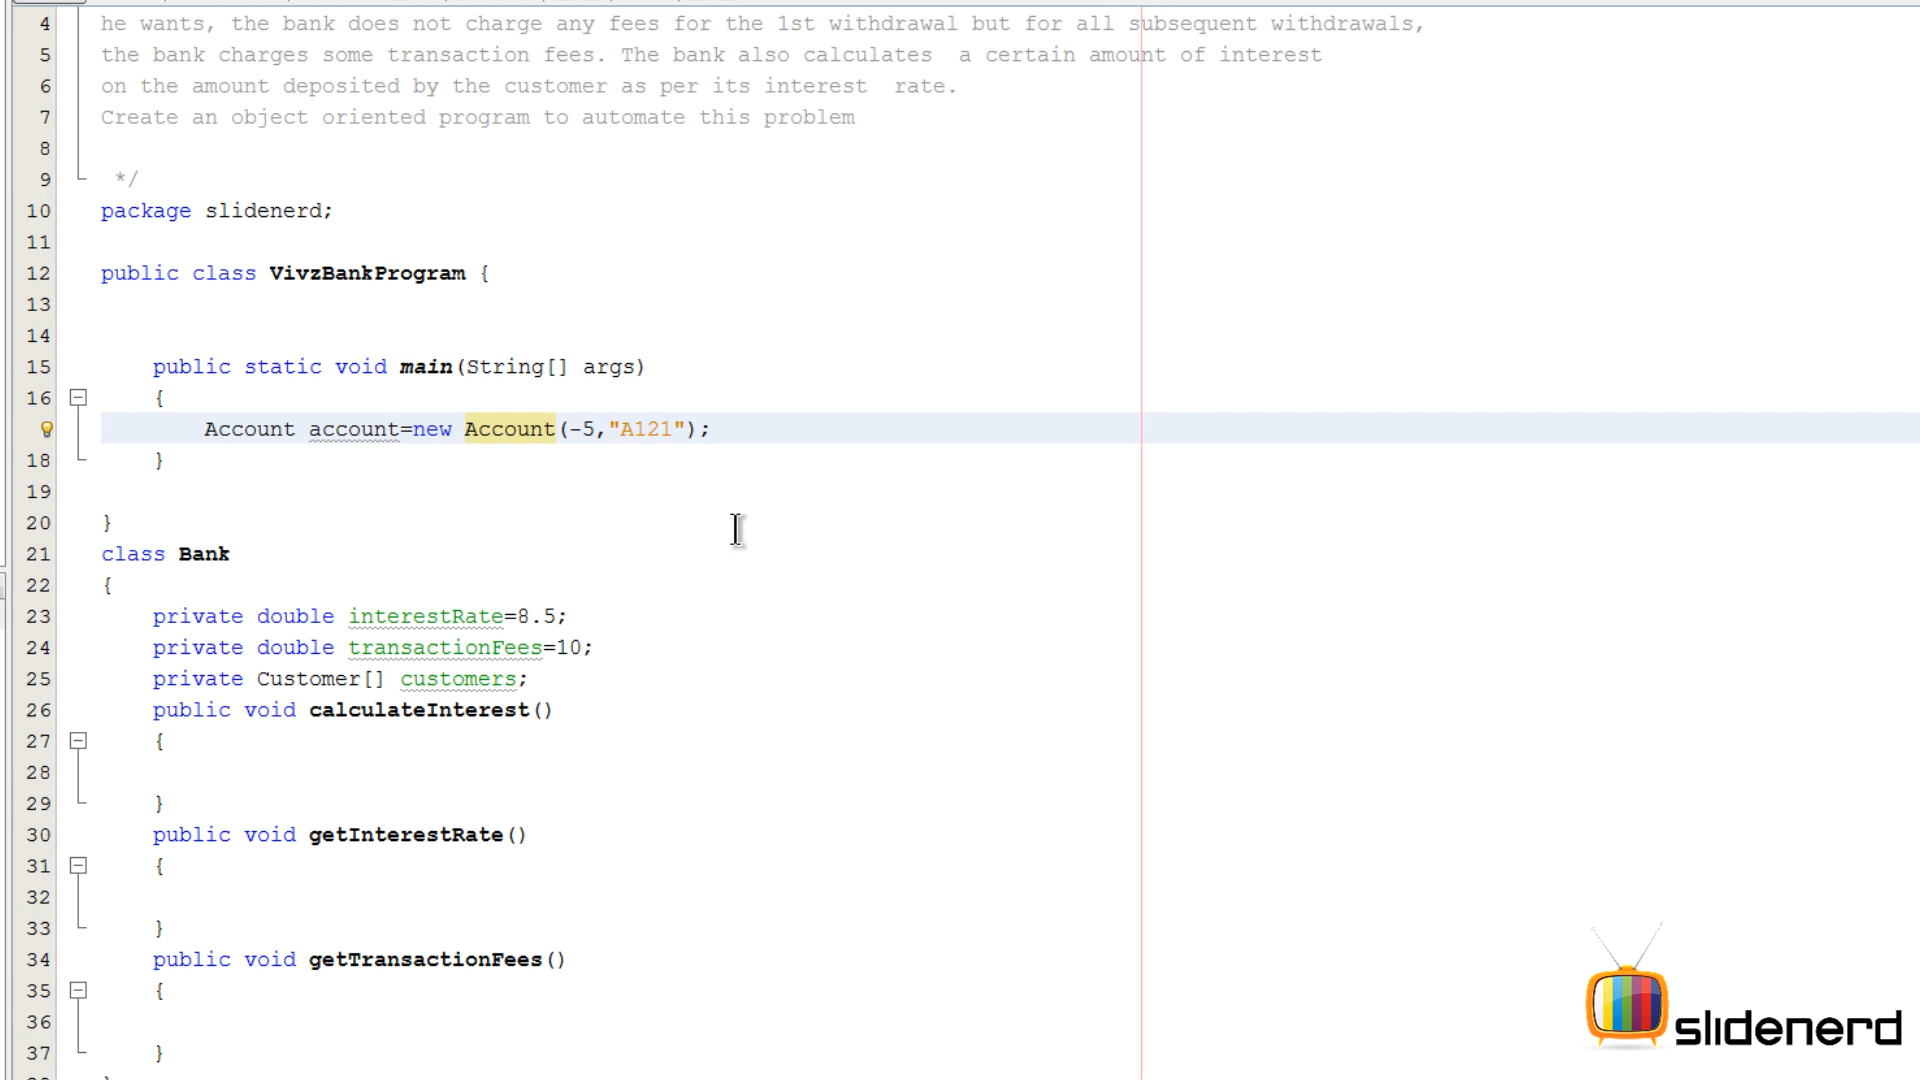 4 he wants, the bank does not charge any fees for the 1st withdrawal but for all subsequent withdrawals,
5 the bank charges some transaction fees. The bank also calculates  a certain amount of interest
6 on the amount deposited by the customer as per its interest  rate.
7 Create an object oriented program to automate this problem
8
9 */
10 package slidenerd;
11
12 public class VivzBankProgram {
13
14
15 public static void main(String[] args)
16 {
Account account=new Account(-5,"A121");
18 }
19
20 }
21 class Bank
22 {
23 private double interestRate=8.5;
24 private double transactionFees=10;
25 private Customer[] customers;
26 public void calculateInterest()
27 {
28
29 }
30 public void getInterestRate()
31 {
32
33 }
34 public void getTransactionFees()
35 {
36
37 }
slidenerd